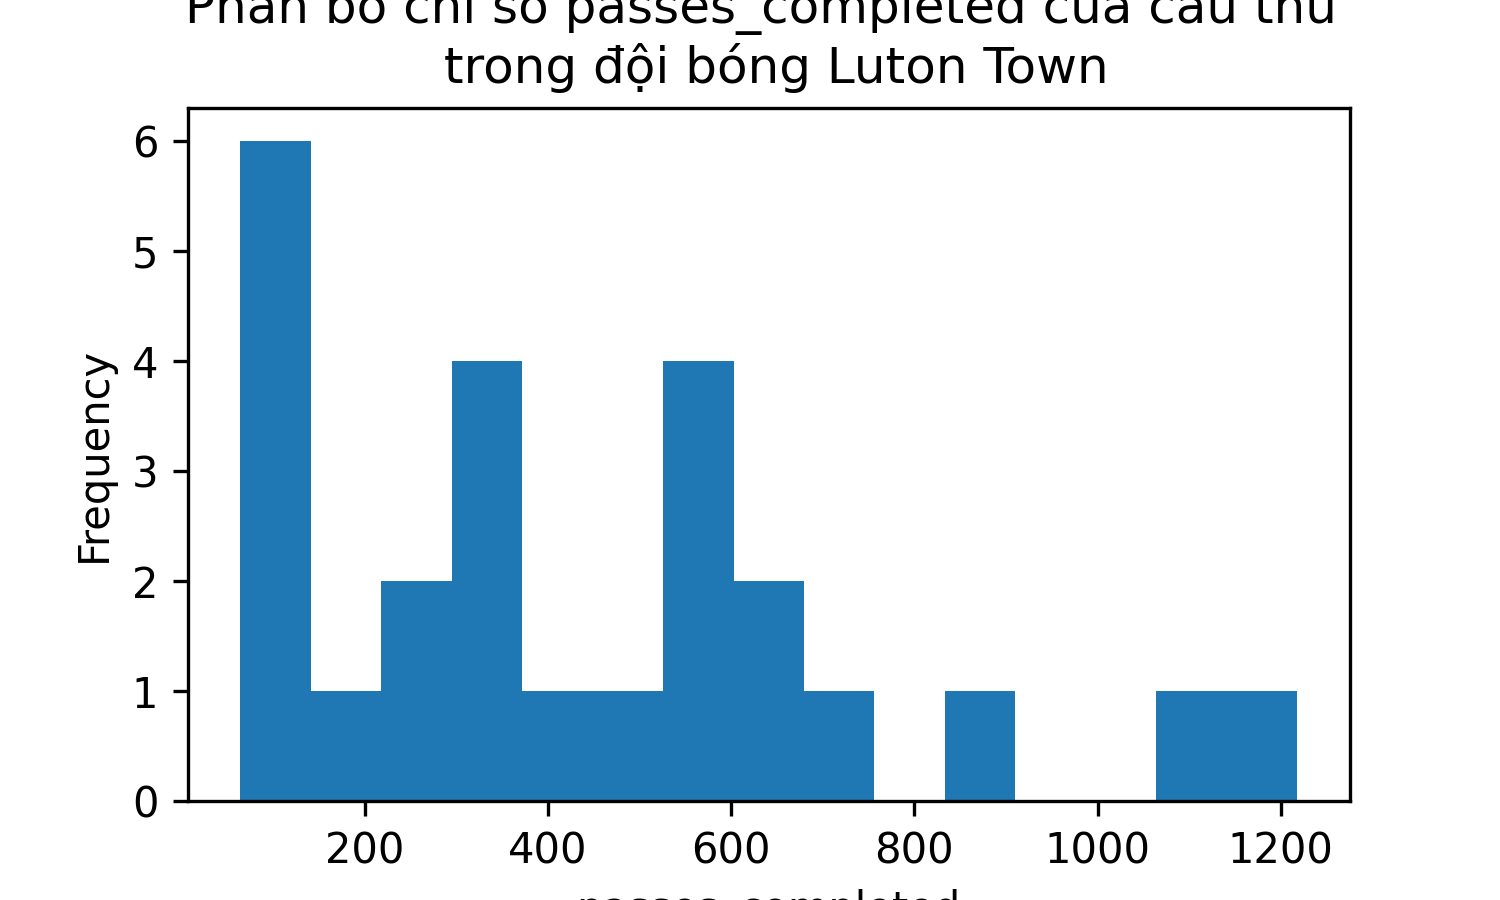 Phân bố chỉ số passes_completed của cầu thủ
trong đội bóng Luton Town
6
5
4
3
2
1
0
Frequency
200 400 600 800 1000 1200
passes_completed